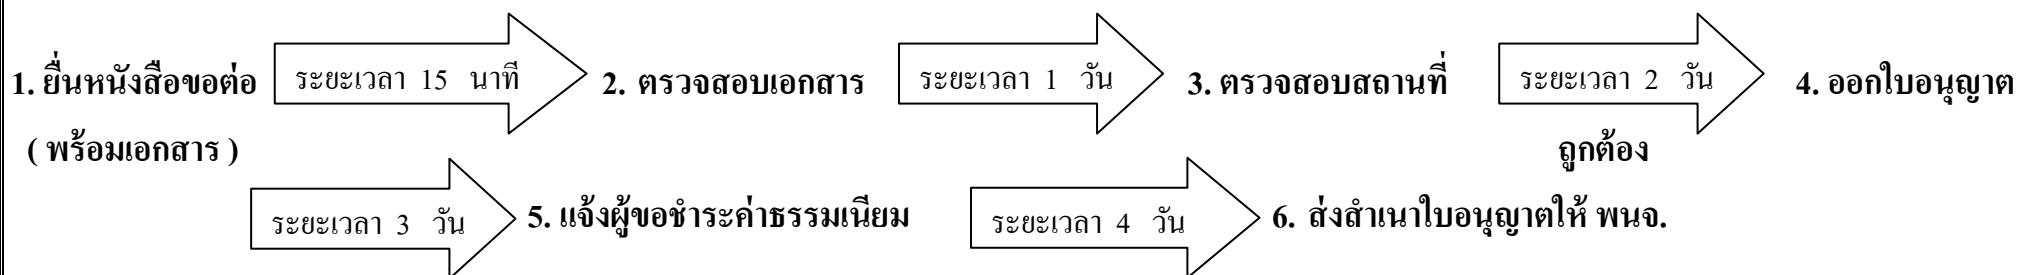 1. ยื่นหนังสือขอต่อ ระยะเวลา 15 นาที 2. ตรวจสอบเอกสาร ระยะเวลา 1 วัน 3. ตรวจสอบสถานที่ ระยะเวลา 2 วัน 4. ออกใบอนุญาต
( พร้อมเอกสาร ) ถูกต้อง
ระยะเวลา 3 วัน 5. แจ้งผู้ขอชำระค่าธรรมเนียม ระยะเวลา 4 วัน 6. ส่งสำเนาใบอนุญาตให้ พนจ.